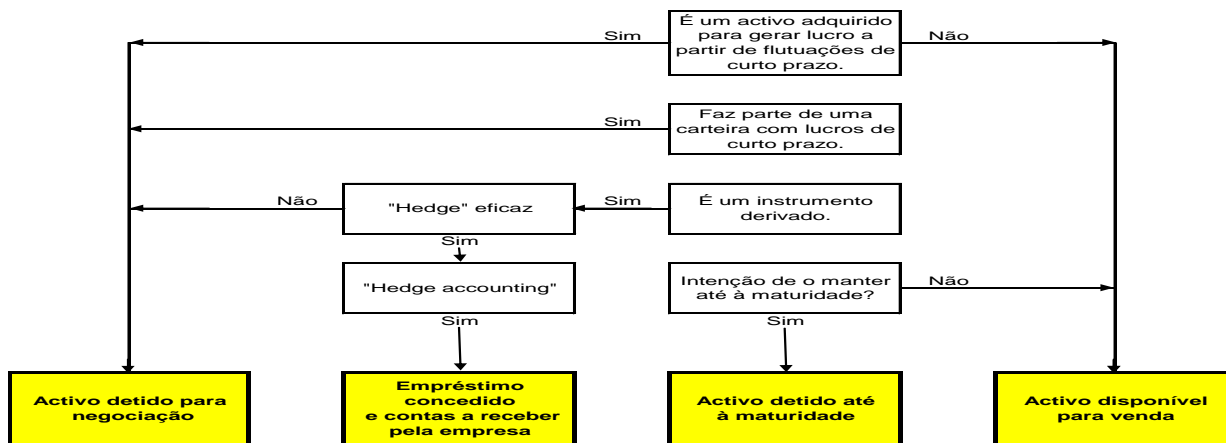 É um activo adquirido
para gerar lucro a
partir de flutuações de
curto prazo.
Sim
Não
Faz parte de uma
carteira com lucros de
curto prazo.
Sim
Não
"Hedge" eficaz
Sim
É um instrumento
derivado.
Sim
"Hedge accounting"
Intenção de o manter
até à maturidade?
Não
Sim
Sim
Activo detido para
negociação
Empréstimo
concedido
e contas a receber
pela empresa
Activo detido até
à maturidade
Activo disponível
para venda